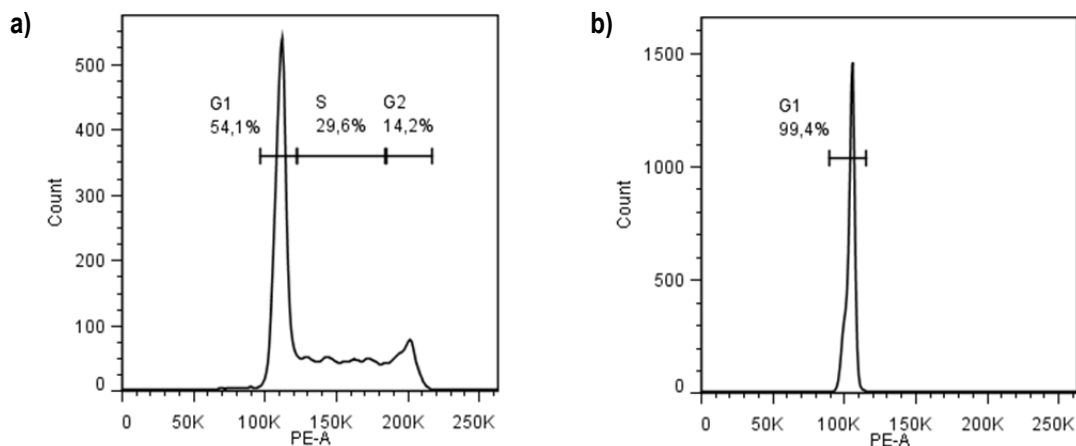 a)
G1 S G2
54,1% 29,6% 14,2%
500
400
300
200
100
0
Count
0 50K 100K 150K 200K 250K
PE-A
b)
G1
99,4%
1500
1000
500
0
Count
0 50K 100K 150K 200K 250K
PE-A